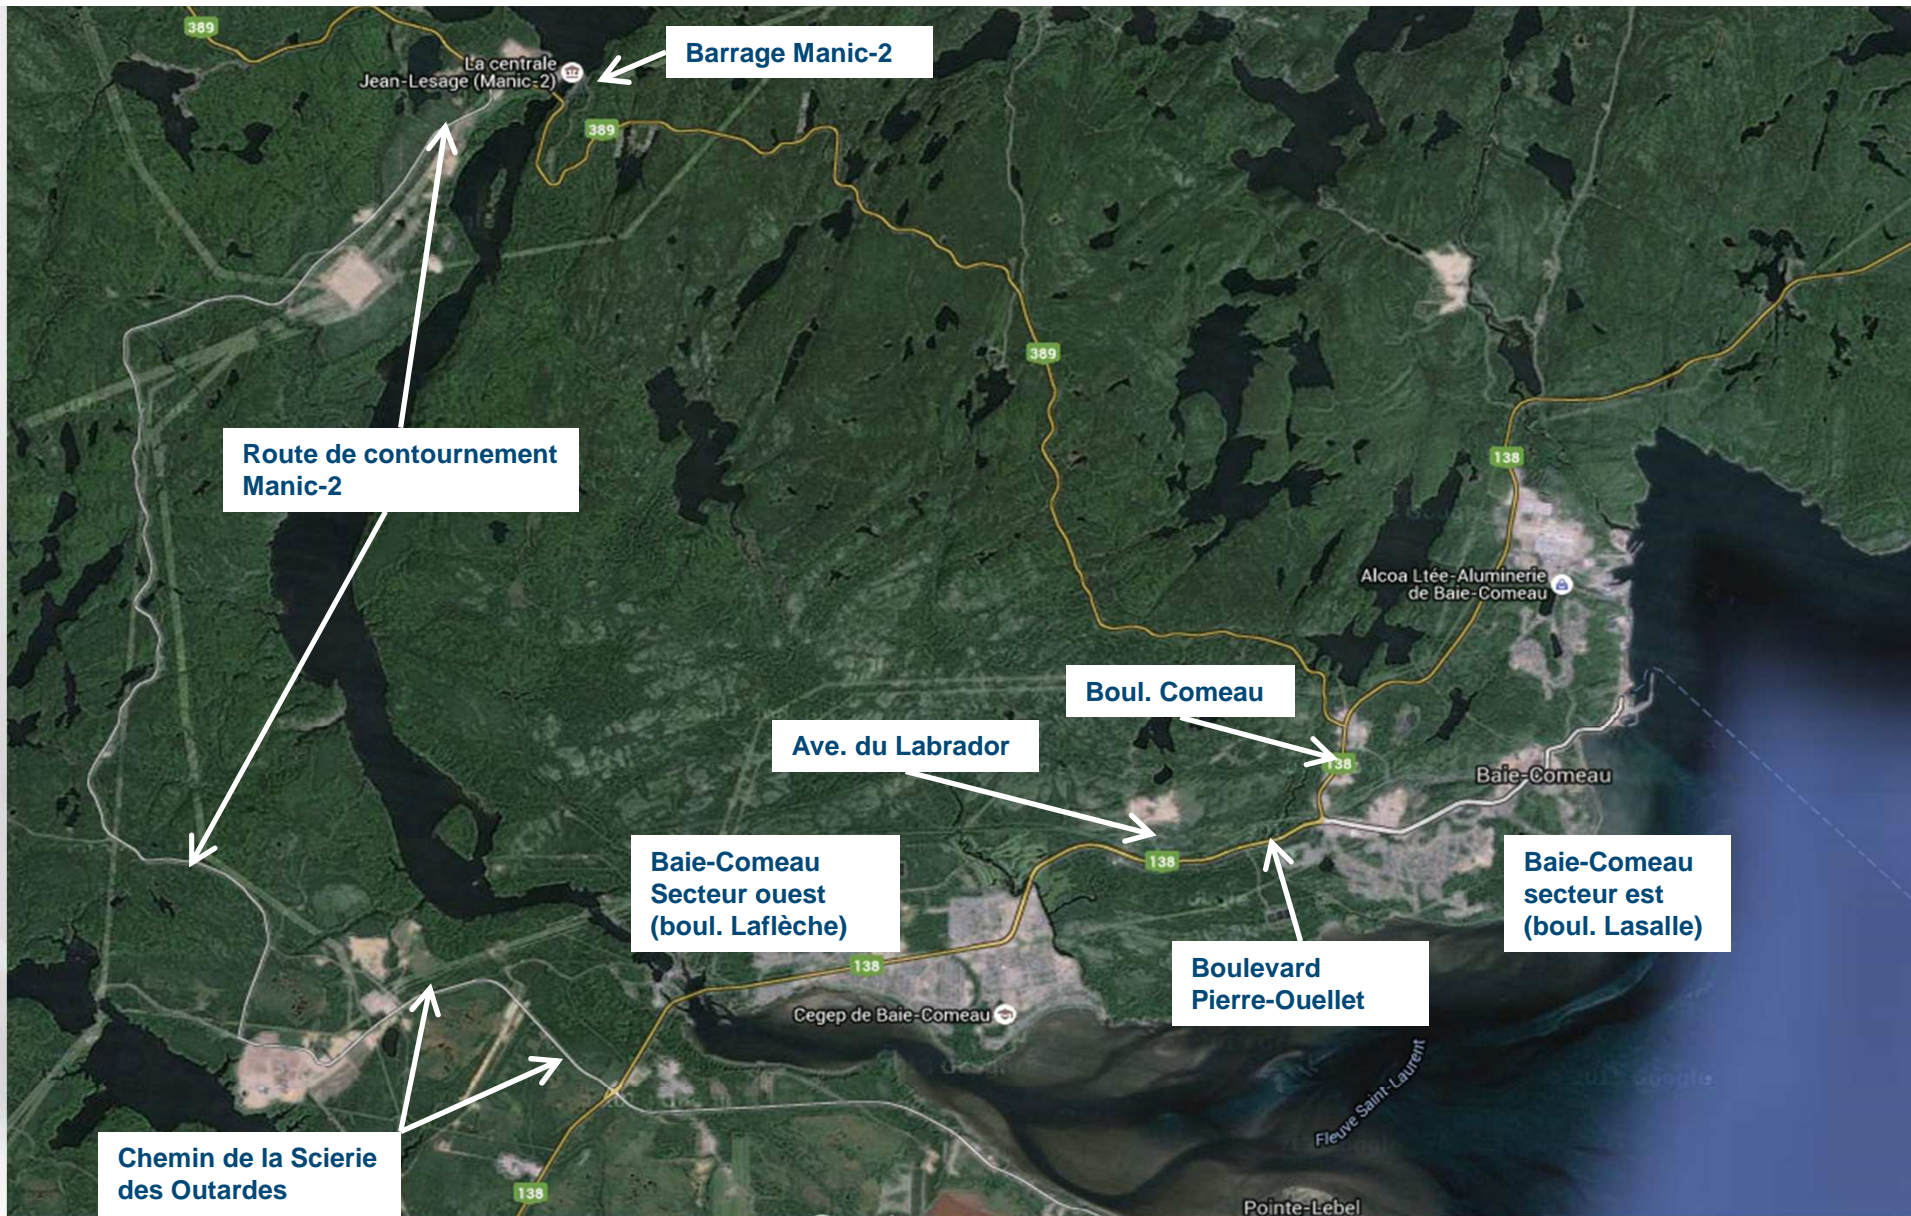 389
La centrale
Jean-Lesage (Manic-2)
Barrage Manic-2
389
389
Route de contournement
Manic-2
138
Alcoa Ltée-Aluminerie
de Baie-Comeau
Boul. Comeau
Ave. du Labrador
138
Baie-Comeau
Baie-Comeau
Secteur ouest
(boul. Laflèche)
138
Baie-Comeau
secteur est
(boul. Lasalle)
138
Boulevard
Pierre-Ouellet
Cegep de Baie-Comeau
Fleuve Saint-Laurent
Chemin de la Scierie
des Outardes
138
Pointe-Lebel